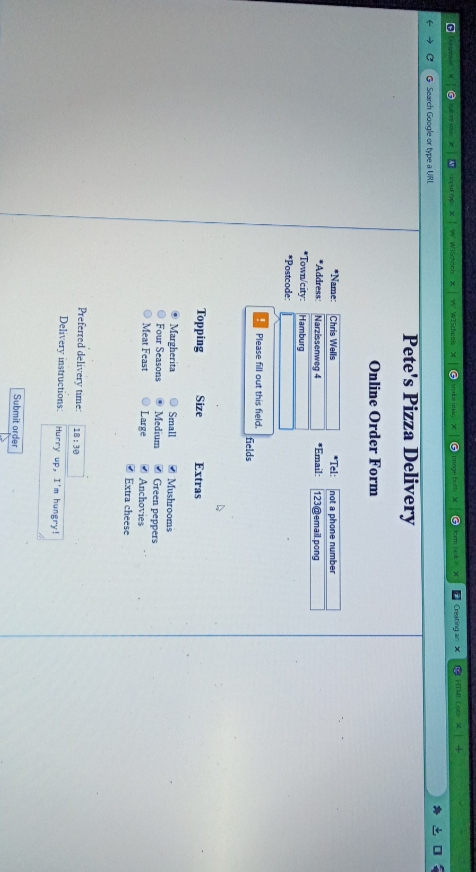 Creating an
Search Google or type a URL
Pete's Pizza Delivery
Online Order Form
*Name: Chris Wells *Tel: not a phone number
*Address: Narzissenweg 4 *Email: 123@email.pong
*Town/city: Hamburg
*Postcode:
Please fill out this field.
fields
Topping Size Extras
Margherita Small Mushrooms
Four Seasons Medium Green peppers
Meat Feast Large Anchovies
Extra cheese
Preferred delivery time: 18:30
Delivery instructions: Hurry up, I'm hungry!
Submit order